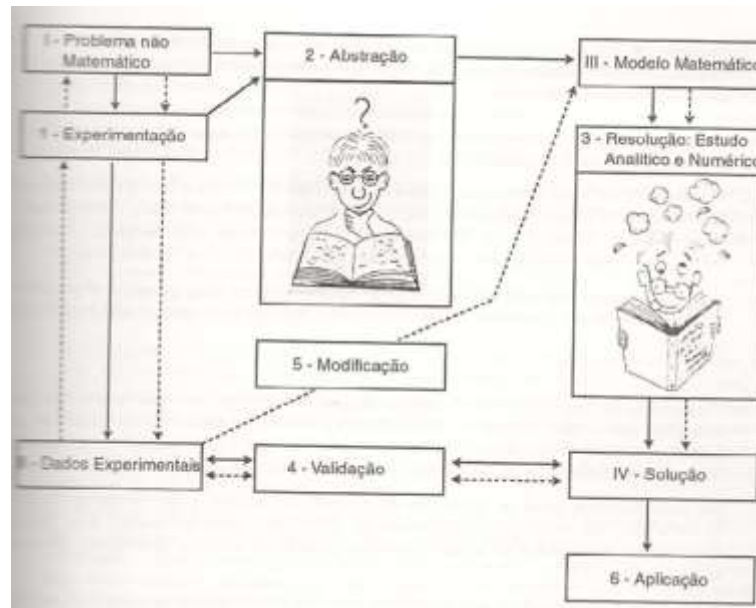 I - Problema não
Matemático
2 - Abstração
III - Modelo Matemático
1 - Experimentação
?
3 - Resolução: Estudo
Analítico e Numérico
5 - Modificação
II - Dados Experimentais
4 - Validação
IV - Solução
6 - Aplicação